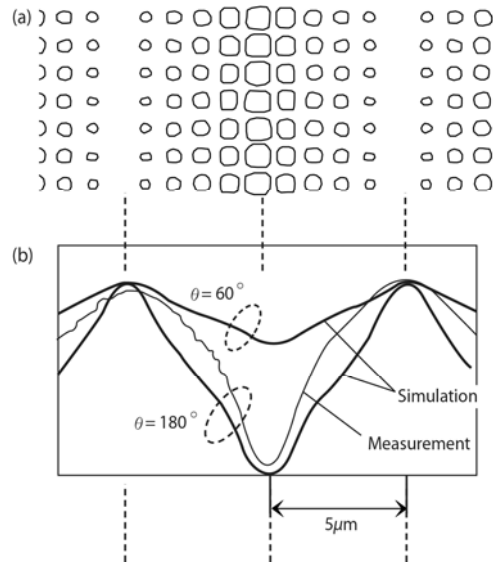 (a)
(b)
θ = 60°
Simulation
θ = 180°
Measurement
5μm